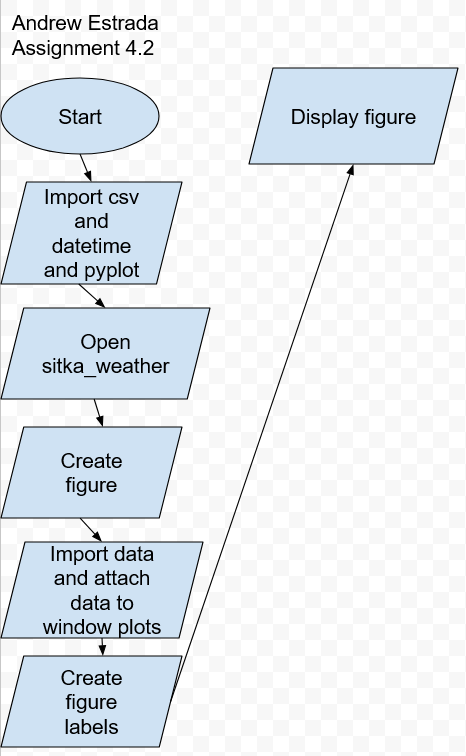 Andrew Estrada
Assignment 4.2
Start
Import csv
and
datetime
and pyplot
Open
sitka_weather
Create
figure
Import data
and attach
data to
window plots
Create
figure
labels
Display figure